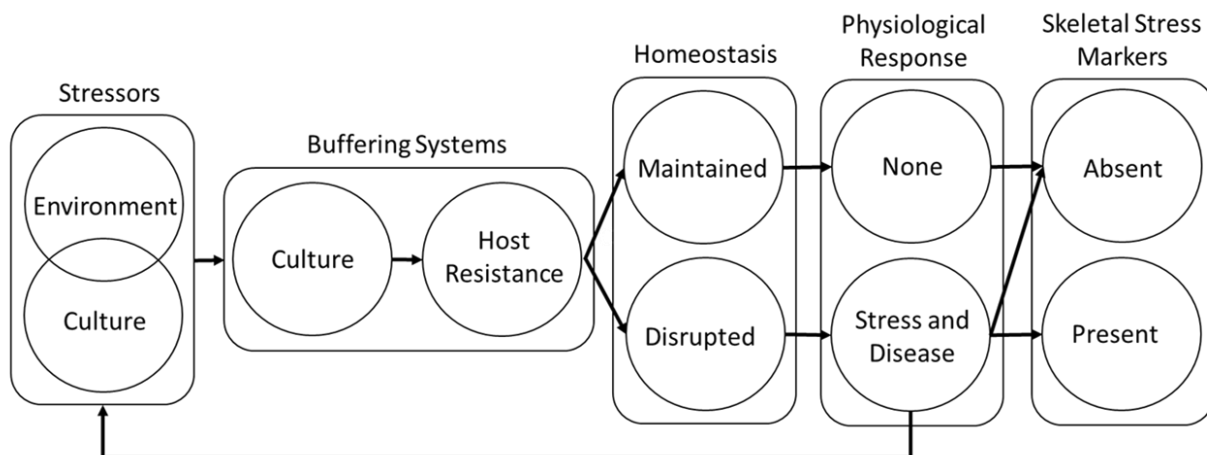 Stressors
Environment
Culture
Buffering Systems
Culture
Host
Resistance
Homeostasis
Maintained
Disrupted
Physiological
Response
None
Stress and
Disease
Skeletal Stress
Markers
Absent
Present